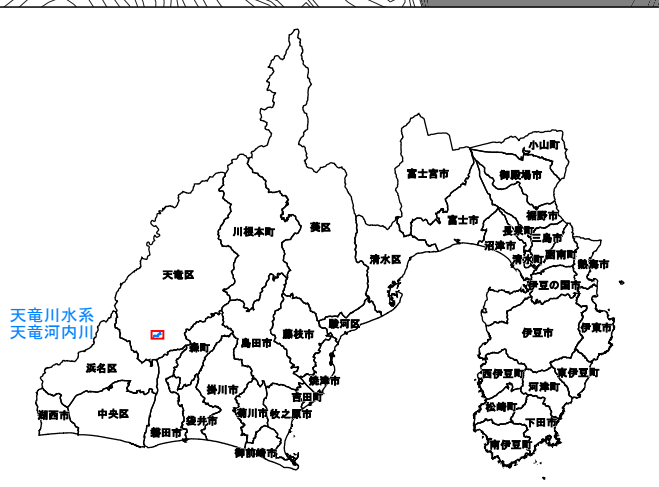 小山町
富士宮市
御殿場市
裾野市
富士市
長泉町
三島市
川根本町
葵区
沼津市
清水町
函南町
清水区
熱海市
天竜区
伊豆の国市
天竜川水系
天竜河内川
駿河区
伊東市
伊豆市
藤枝市
島田市
森町
浜名区
西伊豆町
東伊豆町
焼津市
河津町
掛川市
吉田町
松崎町
湖西市
中央区
菊川市
牧之原市
袋井市
下田市
磐田市
南伊豆町
御前崎市